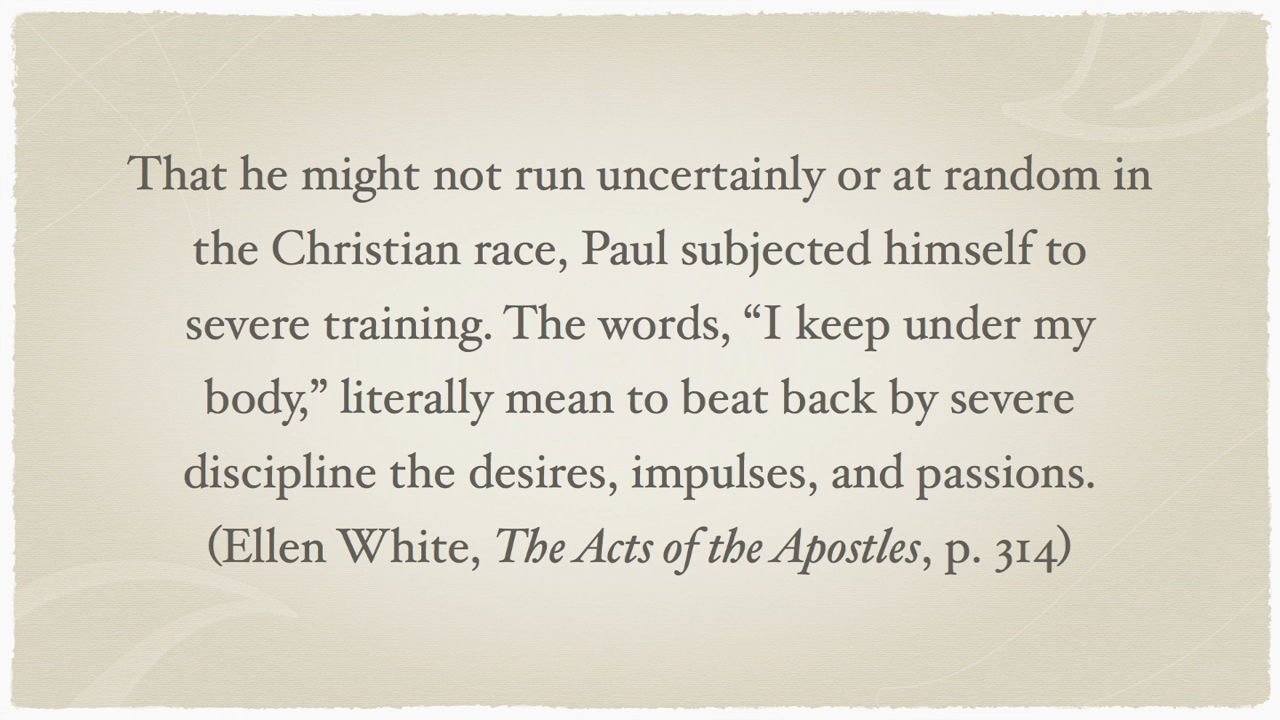 That he might not run uncertainly or at random in
the Christian race, Paul subjected himself to
severe training. The words, “I keep under my
body,” literally mean to beat back by severe
discipline the desires, impulses, and passions.
(Ellen White, The Acts of the Apostles, p. 314)